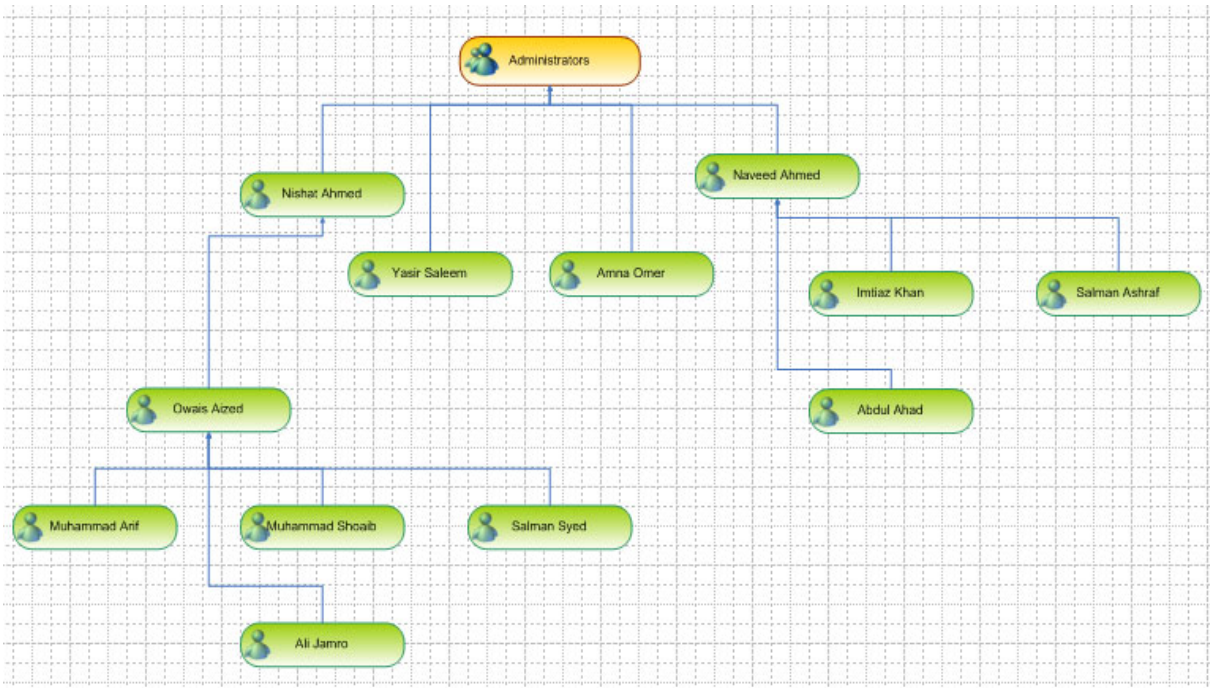 Administrators
Nishat Ahmed
Naveed Ahmed
Yasir Saleem
Amna Omer
Imtiaz Khan
Salman Ashraf
Owais Aized
Abdul Ahad
Muhammad Arif
Muhammad Shoaib
Salman Syed
Ali Jamro